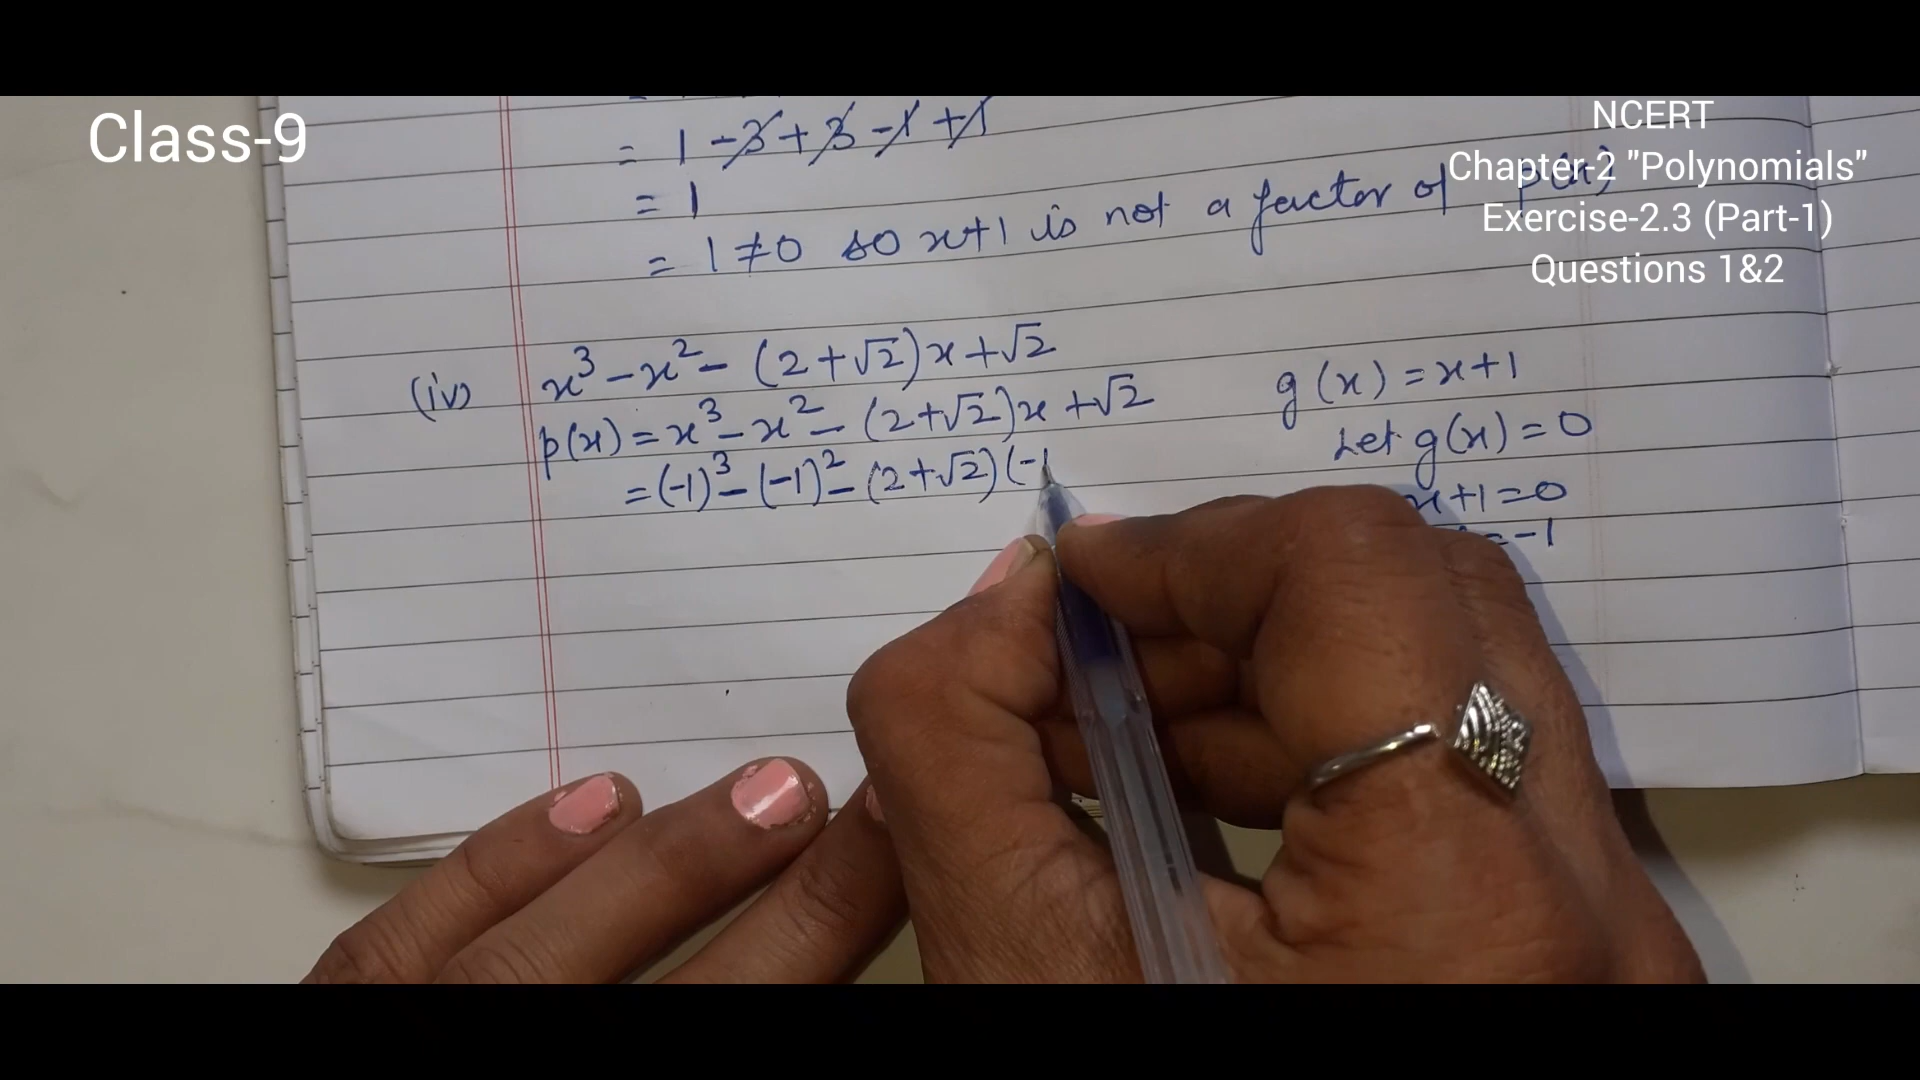 Class-9
NCERT
Chapter-2 "Polynomials"
Exercise-2.3 (Part-1)
Questions 1&2
= 1 - 3 + 3 - 1 + 1
= 1
= 1 ≠ 0 so x+1 is not a factor of p(x)
(iv) x³ - x² - (2+√2)x + √2
p(x) = x³ - x² - (2+√2)x + √2
= (-1)³ - (-1)² - (2+√2)(-1
g(x) = x+1
Let g(x) = 0
x+1=0
= -1